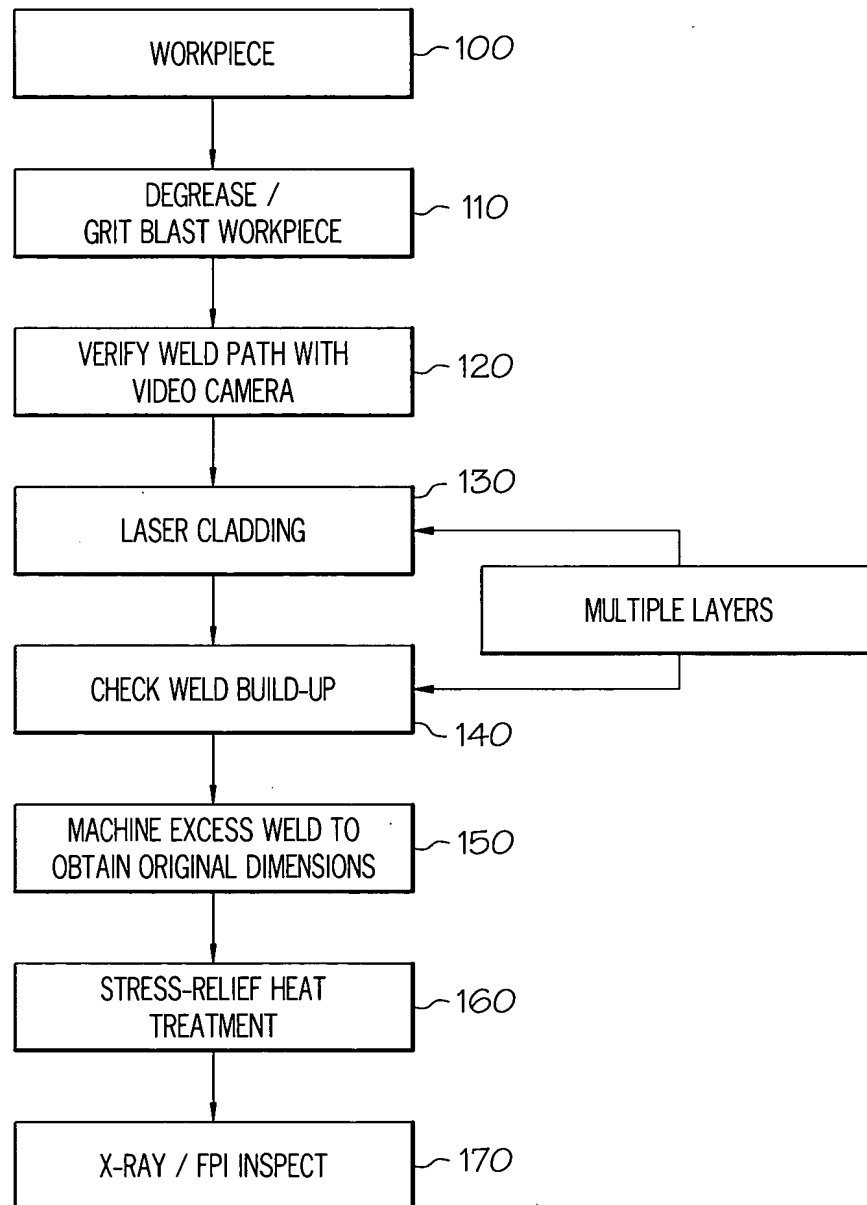 WORKPIECE
100
DEGREASE /
GRIT BLAST WORKPIECE
110
VERIFY WELD PATH WITH
VIDEO CAMERA
120
130
LASER CLADDING
MULTIPLE LAYERS
CHECK WELD BUILD-UP
140
MACHINE EXCESS WELD TO
OBTAIN ORIGINAL DIMENSIONS
150
STRESS-RELIEF HEAT
TREATMENT
160
X-RAY / FPI INSPECT
170